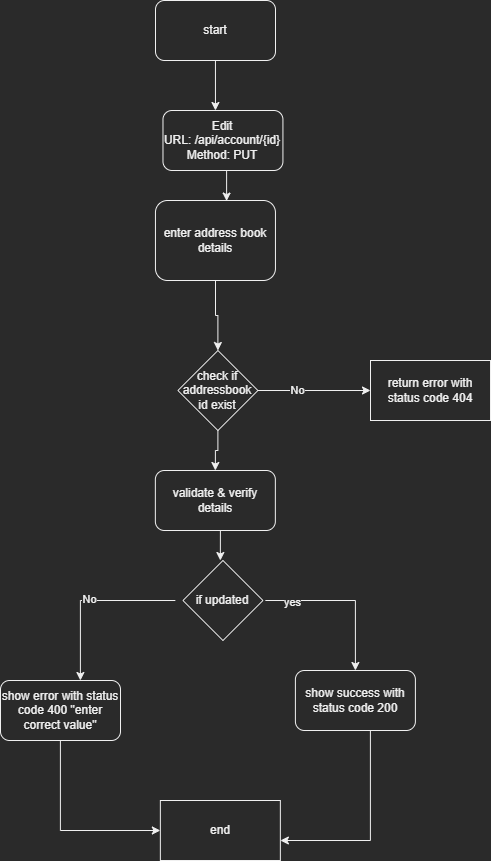 start
Edit
URL: /api/account/{id}
Method: PUT
enter address book
details
check if
addressbook
id exist
No
return error with
status code 404
validate & verify
details
if updated
No
yes
show error with status
code 400 "enter
correct value"
show success with
status code 200
end